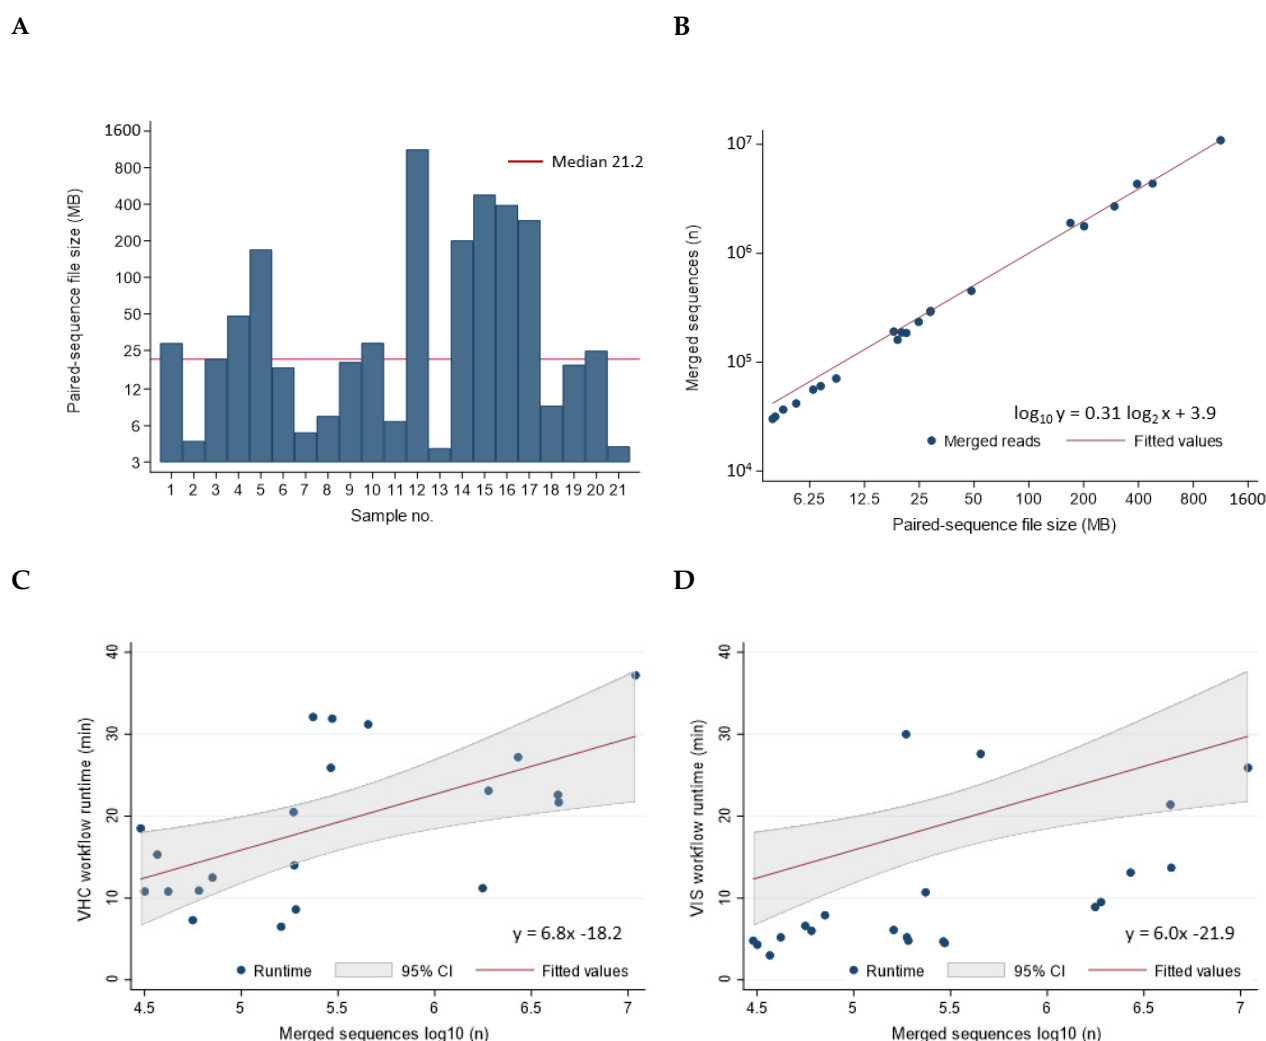 A
1600
800
400
200
100
50
25
12
6
3
Paired-sequence file size (MB)
Median 21.2
1 2 3 4 5 6 7 8 9 10 11 12 13 14 15 16 17 18 19 20 21
Sample no.
B
10⁷
10⁶
10⁵
10⁴
Merged sequences (n)
log₁₀ y = 0.31 log₂ x + 3.9
Merged reads Fitted values
6.25 12.5 25 50 100 200 400 800 1600
Paired-sequence file size (MB)
C
40
30
20
10
0
VHC workflow runtime (min)
y = 6.8x -18.2
Runtime 95% CI Fitted values
4.5 5 5.5 6 6.5 7
Merged sequences log10 (n)
D
40
30
20
10
0
VIS workflow runtime (min)
y = 6.0x -21.9
Runtime 95% CI Fitted values
4.5 5 5.5 6 6.5 7
Merged sequences log10 (n)